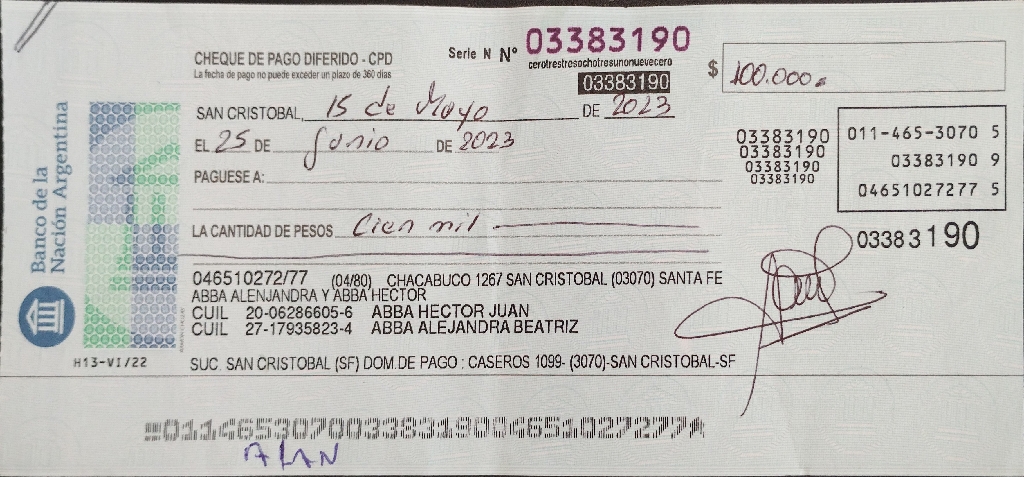 CHEQUE DE PAGO DIFERIDO - CPD
La fecha de pago no puede exceder un plazo de 360 días
Serie N Nº 03383190
cerotrestresochotresunonuevecero
03383190
$ 100.000.
SAN CRISTOBAL, 15 de Mayo DE 2023
EL 25 DE Junio DE 2023
PAGUESE A:
LA CANTIDAD DE PESOS Cien mil
03383190
03383190
03383190
03383190
011-465-3070 5
03383190 9
04651027277 5
03383190
Banco de la
Nación Argentina
H13-VI/22
046510272/77 (04/80) CHACABUCO 1267 SAN CRISTOBAL (03070) SANTA FE
ABBA ALENJANDRA Y ABBA HECTOR
CUIL 20-06286605-6 ABBA HECTOR JUAN
CUIL 27-17935823-4 ABBA ALEJANDRA BEATRIZ
SUC. SAN CRISTOBAL (SF) DOM.DE PAGO : CASEROS 1099- (3070)-SAN CRISTOBAL-SF
01146530700338319004651027277
ALAN